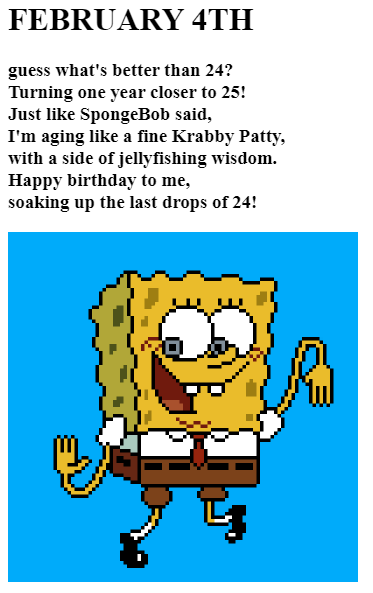 FEBRUARY 4TH
guess what's better than 24?
Turning one year closer to 25!
Just like SpongeBob said,
I'm aging like a fine Krabby Patty,
with a side of jellyfishing wisdom.
Happy birthday to me,
soaking up the last drops of 24!